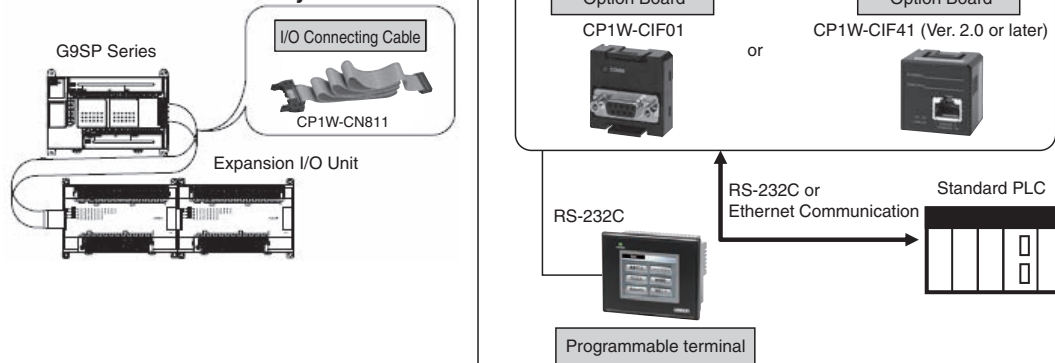 I/O Connecting Cable
G9SP Series
CP1W-CN811
Expansion I/O Unit
Option Board
CP1W-CIF01
or
Option Board
CP1W-CIF41 (Ver. 2.0 or later)
RS-232C
RS-232C or
Ethernet Communication
Standard PLC
Programmable terminal